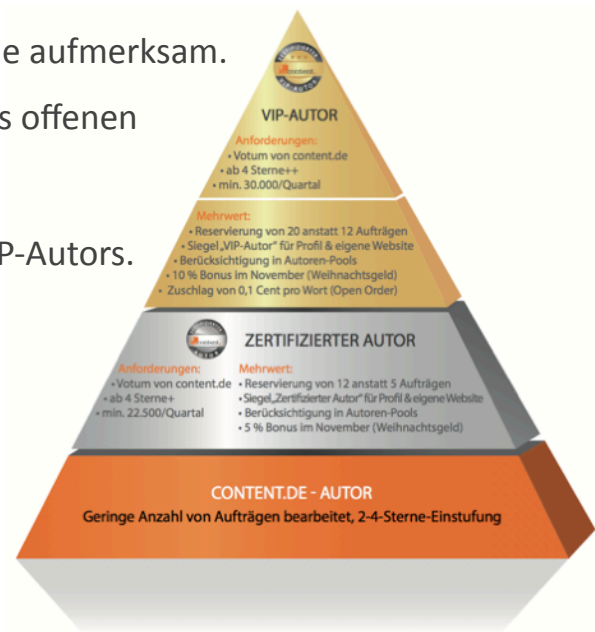 e aufmerksam.
s offenen
P-Autors.
VIP-AUTOR
Anforderungen:
• Votum von content.de
• ab 4 Sterne++
• min. 30.000/Quartal
Mehrwert:
• Reservierung von 20 anstatt 12 Aufträgen
• Siegel „VIP-Autor“ für Profil & eigene Website
• Berücksichtigung in Autoren-Pools
• 10 % Bonus im November (Weihnachtsgeld)
• Zuschlag von 0,1 Cent pro Wort (Open Order)
ZERTIFIZIERTER AUTOR
Anforderungen:
• Votum von content.de
• ab 4 Sterne+
• min. 22.500/Quartal
Mehrwert:
• Reservierung von 12 anstatt 5 Aufträgen
• Siegel „Zertifizierter Autor“ für Profil & eigene Website
• Berücksichtigung in Autoren-Pools
• 5 % Bonus im November (Weihnachtsgeld)
CONTENT.DE - AUTOR
Geringe Anzahl von Aufträgen bearbeitet, 2-4-Sterne-Einstufung